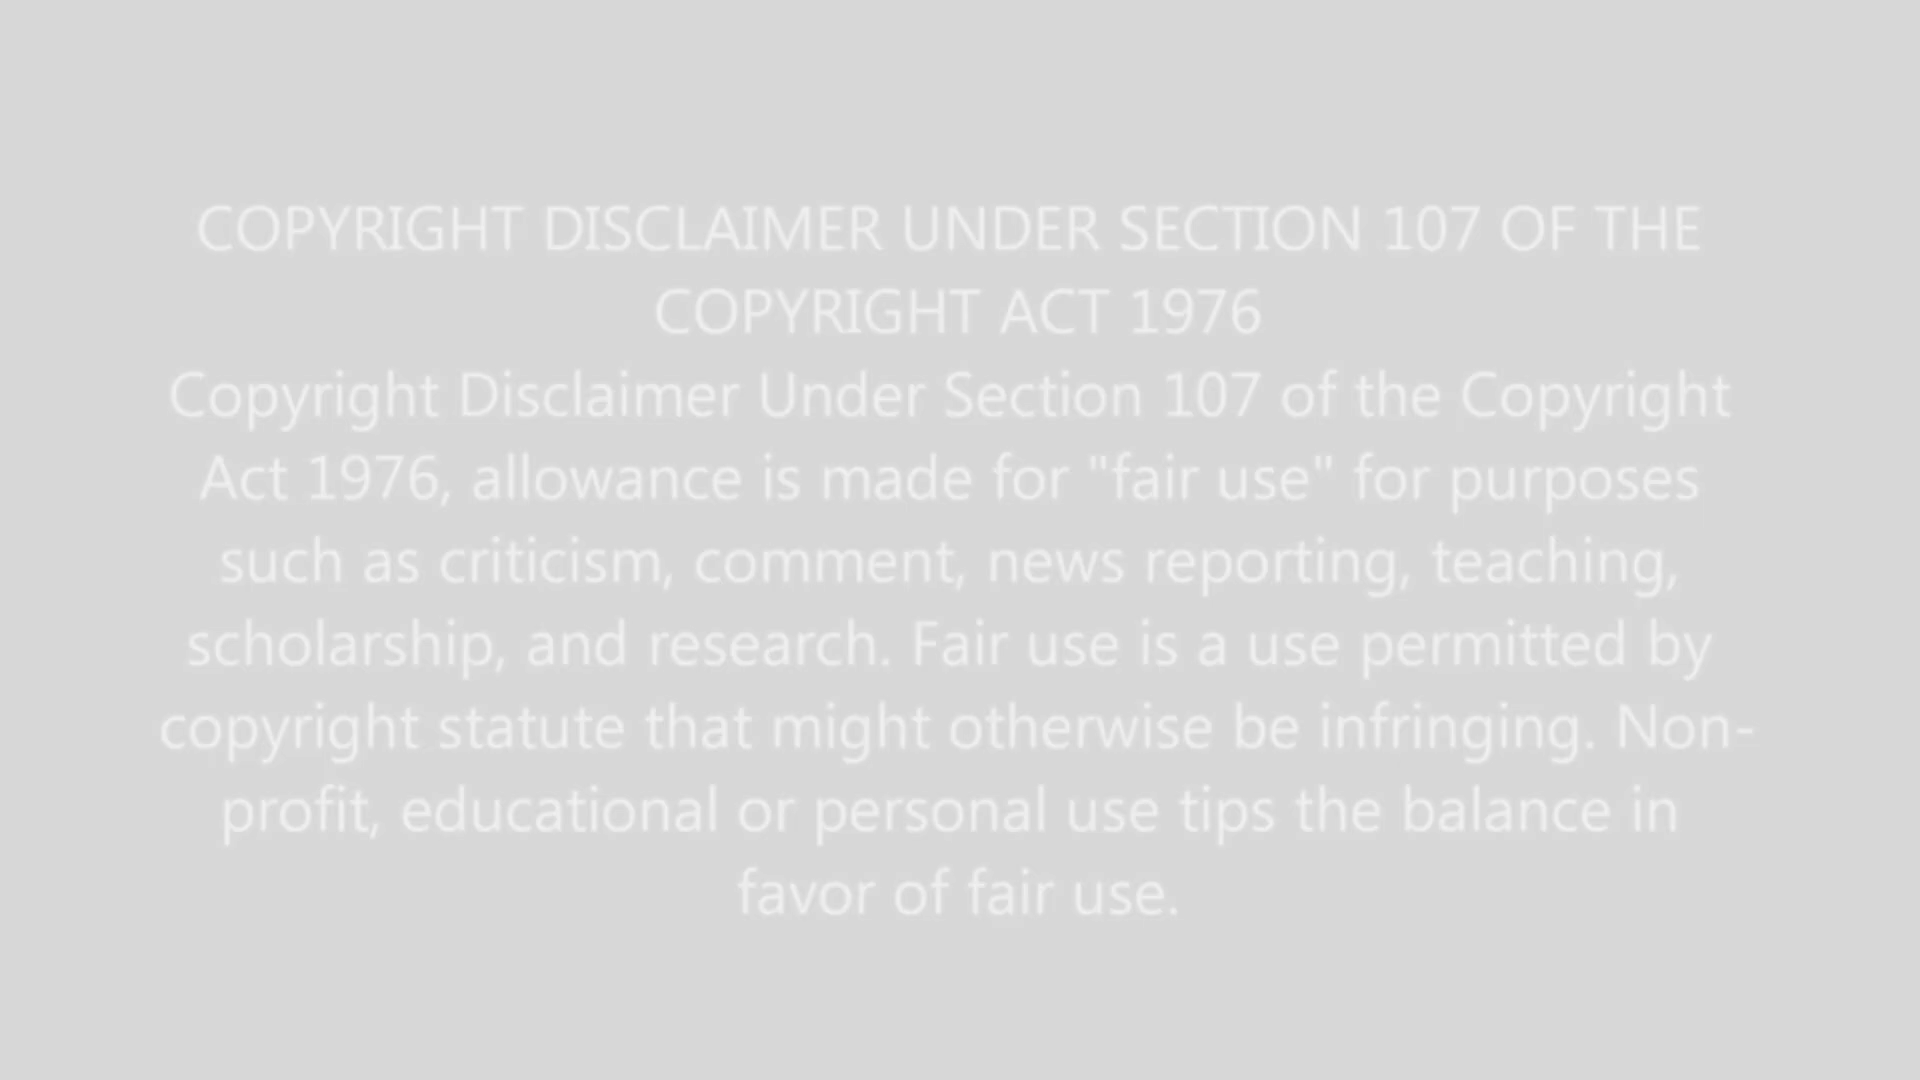 COPYRIGHT DISCLAIMER UNDER SECTION 107 OF THE
COPYRIGHT ACT 1976
Copyright Disclaimer Under Section 107 of the Copyright
Act 1976, allowance is made for "fair use" for purposes
such as criticism, comment, news reporting, teaching,
scholarship, and research. Fair use is a use permitted by
copyright statute that might otherwise be infringing. Non-
profit, educational or personal use tips the balance in
favor of fair use.